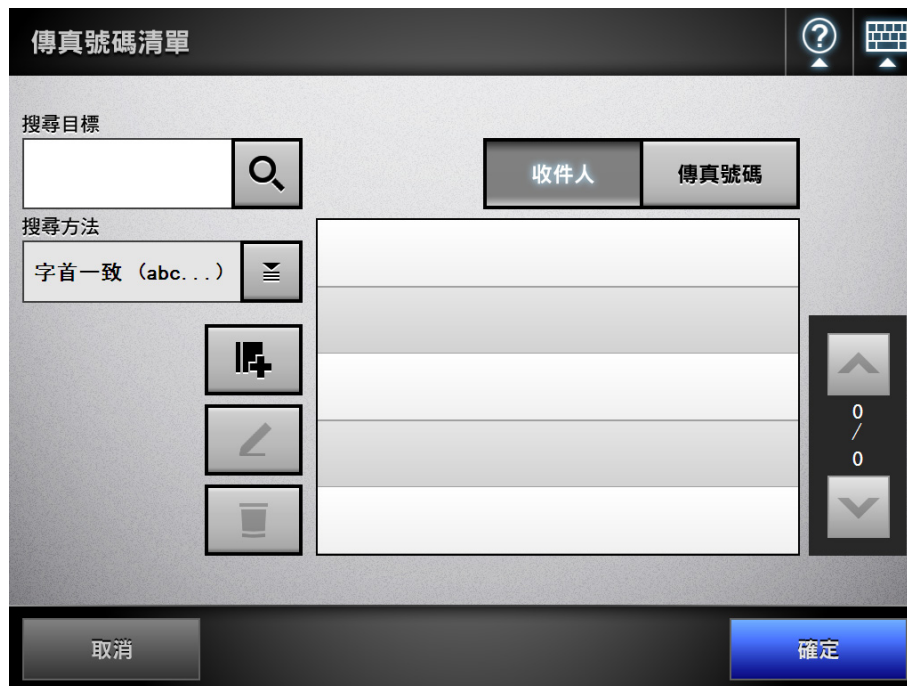 傳真號碼清單
?
搜尋目標
收件人
傳真號碼
搜尋方法
字首一致 (abc...)
0
/
0
取消
確定